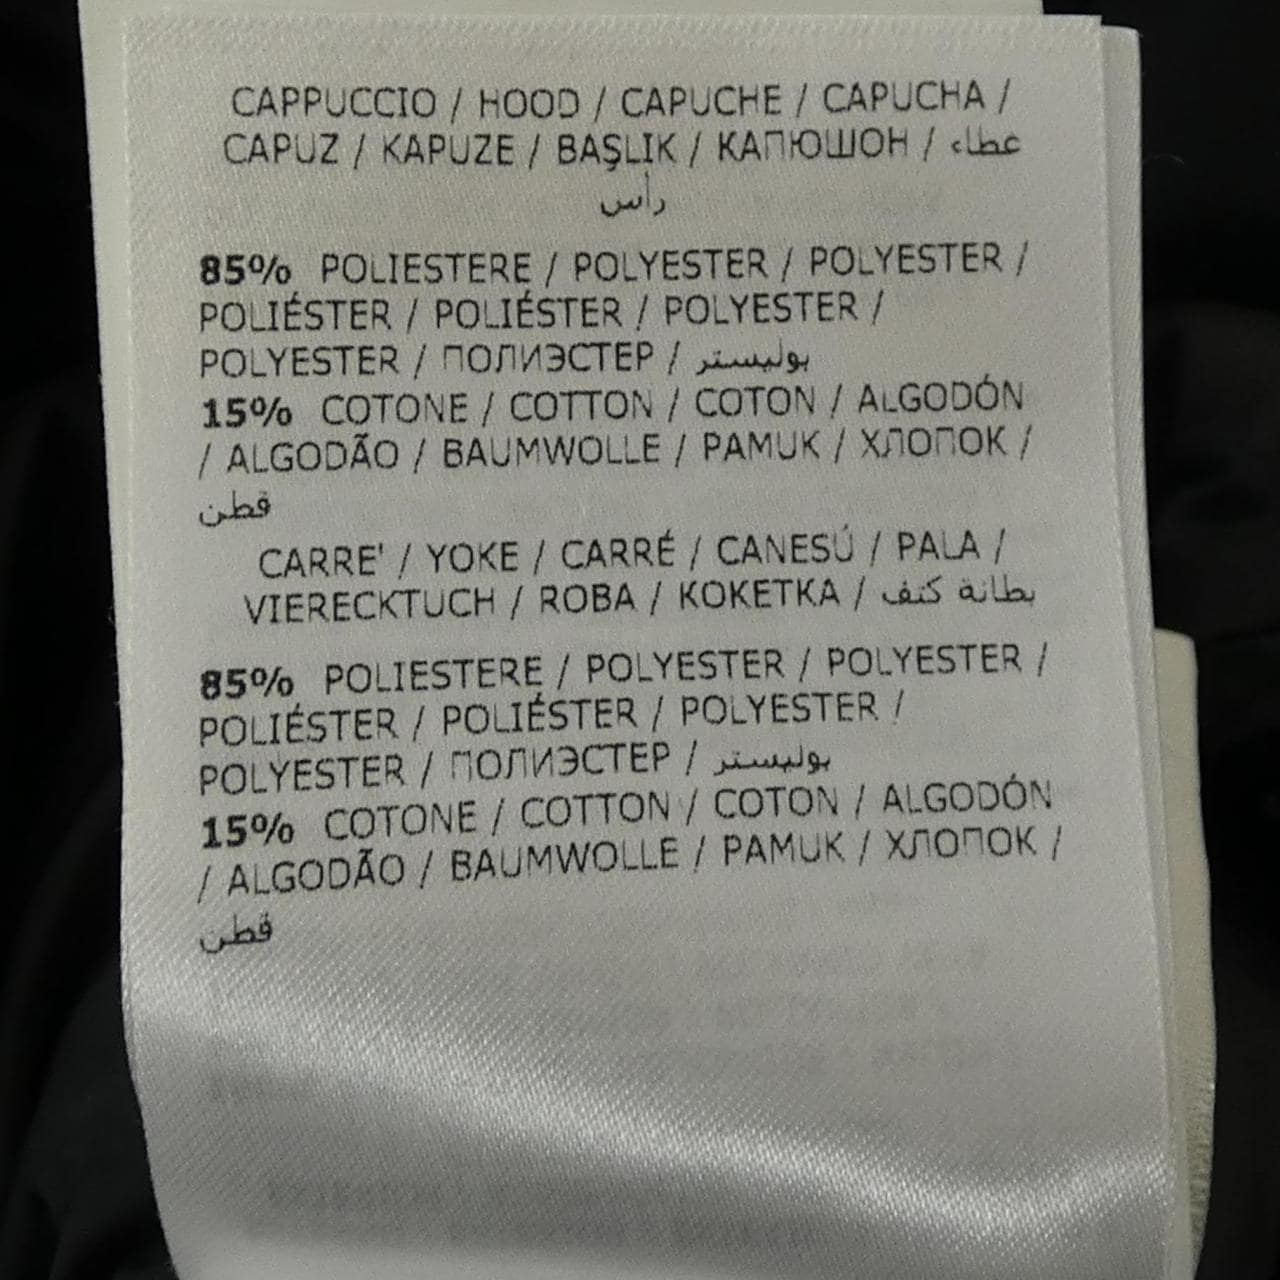 CAPPUCCIO / HOOD / CAPUCHE / CAPUCHA /
CAPUZ / KAPUZE / BAŞLIK / КАПЮШОН / غطاء
رأس
85% POLIESTERE / POLYESTER / POLYESTER /
POLIÉSTER / POLIÉSTER / POLYESTER /
POLYESTER / ПОЛИЭСТЕР / بوليستر
15% COTONE / COTTON / COTON / ALGODÓN
/ ALGODÃO / BAUMWOLLE / PAMUK / ХЛОПОК /
قطن
CARRE' / YOKE / CARRÉ / CANESÚ / PALA /
VIERECKTUCH / ROBA / KOKETKA / بطانة كتف
85% POLIESTERE / POLYESTER / POLYESTER /
POLIÉSTER / POLIÉSTER / POLYESTER /
POLYESTER / ПОЛИЭСТЕР / بوليستر
15% COTONE / COTTON / COTON / ALGODÓN
/ ALGODÃO / BAUMWOLLE / PAMUK / ХЛОПОК /
قطن